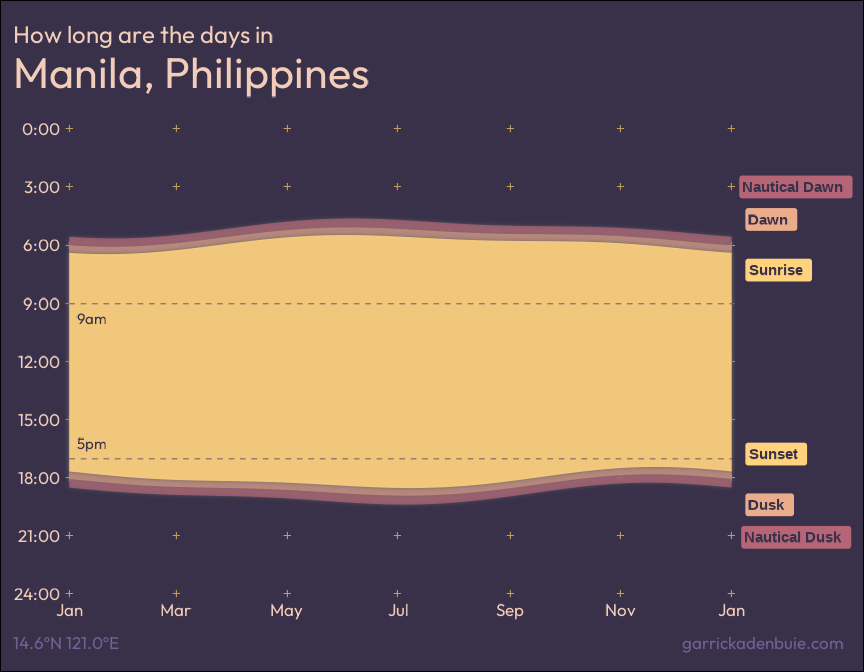 How long are the days in
Manila, Philippines
0:00
3:00
Nautical Dawn
Dawn
6:00
Sunrise
9:00
9am
12:00
15:00
5pm
Sunset
18:00
Dusk
21:00
Nautical Dusk
24:00
Jan Mar May Jul Sep Nov Jan
14.6°N 121.0°E
garrickadenbuie.com